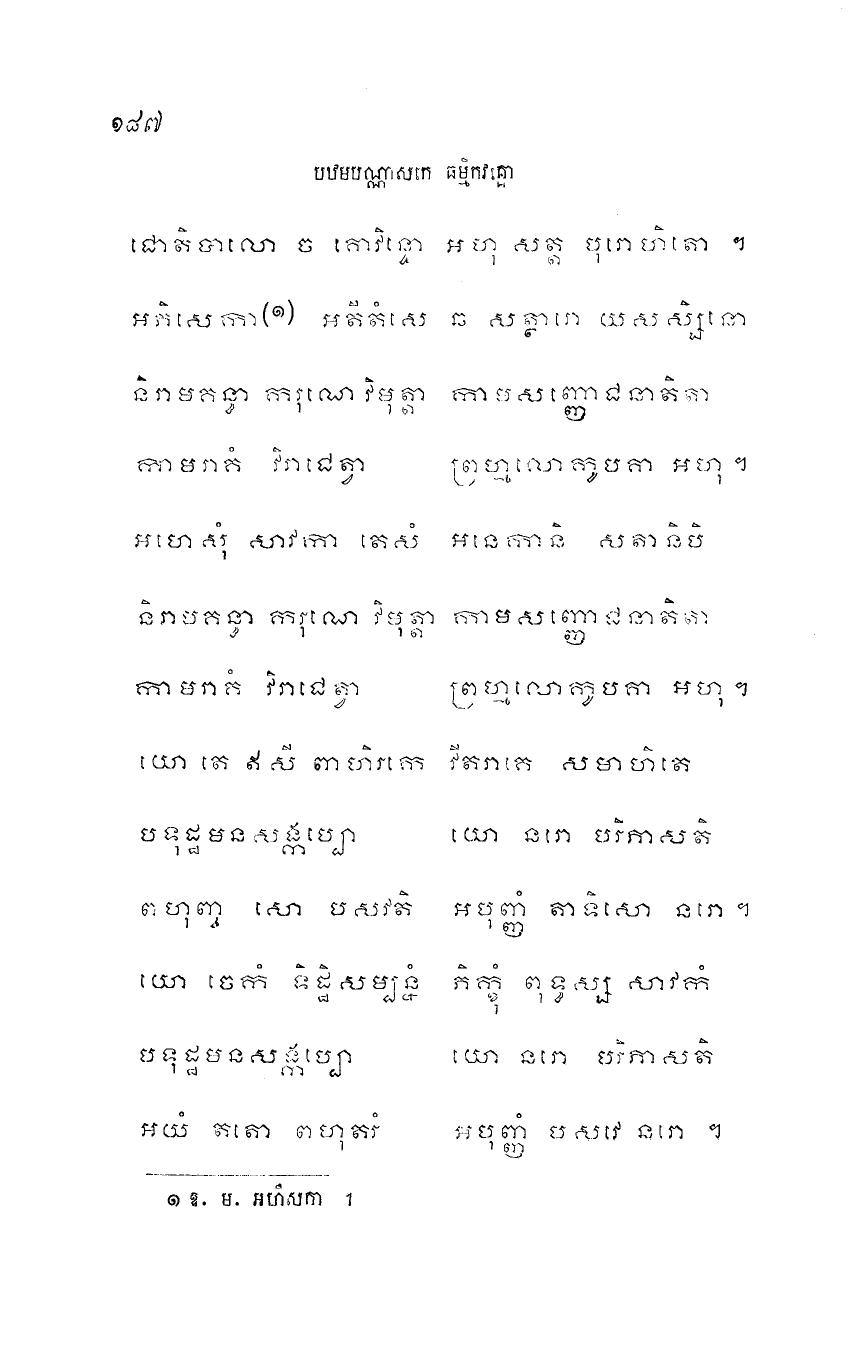 ១៨៧
បឋមបណ្ណាសកេ ធម្មិកវគ្គោ
ជោតិបាលោ ច គោវិន្ទោ អហុ សត្ត បុរោហិតោ ។
អភិសេកា(១) អតីតំសេ ឆ សត្ថារោ យសស្សិនោ
និរាមគន្ធា ករុណេ វិមុត្តា កាមសញ្ញោជនាតិតា
កាមរាគំ វិរាជេត្វា ព្រហ្មលោកូបគា អហុ ។
អហេសុំ សាវកា តេសំ អនេកានិ សតានិបិ
និរាមគន្ធា ករុណេ វិមុត្តា កាមសញ្ញោជនាតិតា
កាមរាគំ វិរាជេត្វា ព្រហ្មលោកូបគា អហុ ។
យោ តេ ឥសី ពាហិរកេ វីតរាគេ សមាហិតេ
បទុដ្ឋមនសង្កប្បោ យោ នរោ បរិភាសតិ
ពហុញ្ច សោ បសវតិ អបុញ្ញំ តាទិសោ នរោ ។
យោ ចេកំ ទិដ្ឋិសម្បន្នំ ភិក្ខុំ ពុទ្ធស្ស សាវកំ
បទុដ្ឋមនសង្កប្បោ យោ នរោ បរិភាសតិ
អយំ តតោ ពហុតរំ អបុញ្ញំ បសវេ នរោ ។
១ ឱ. ម. អហឹសកា ។